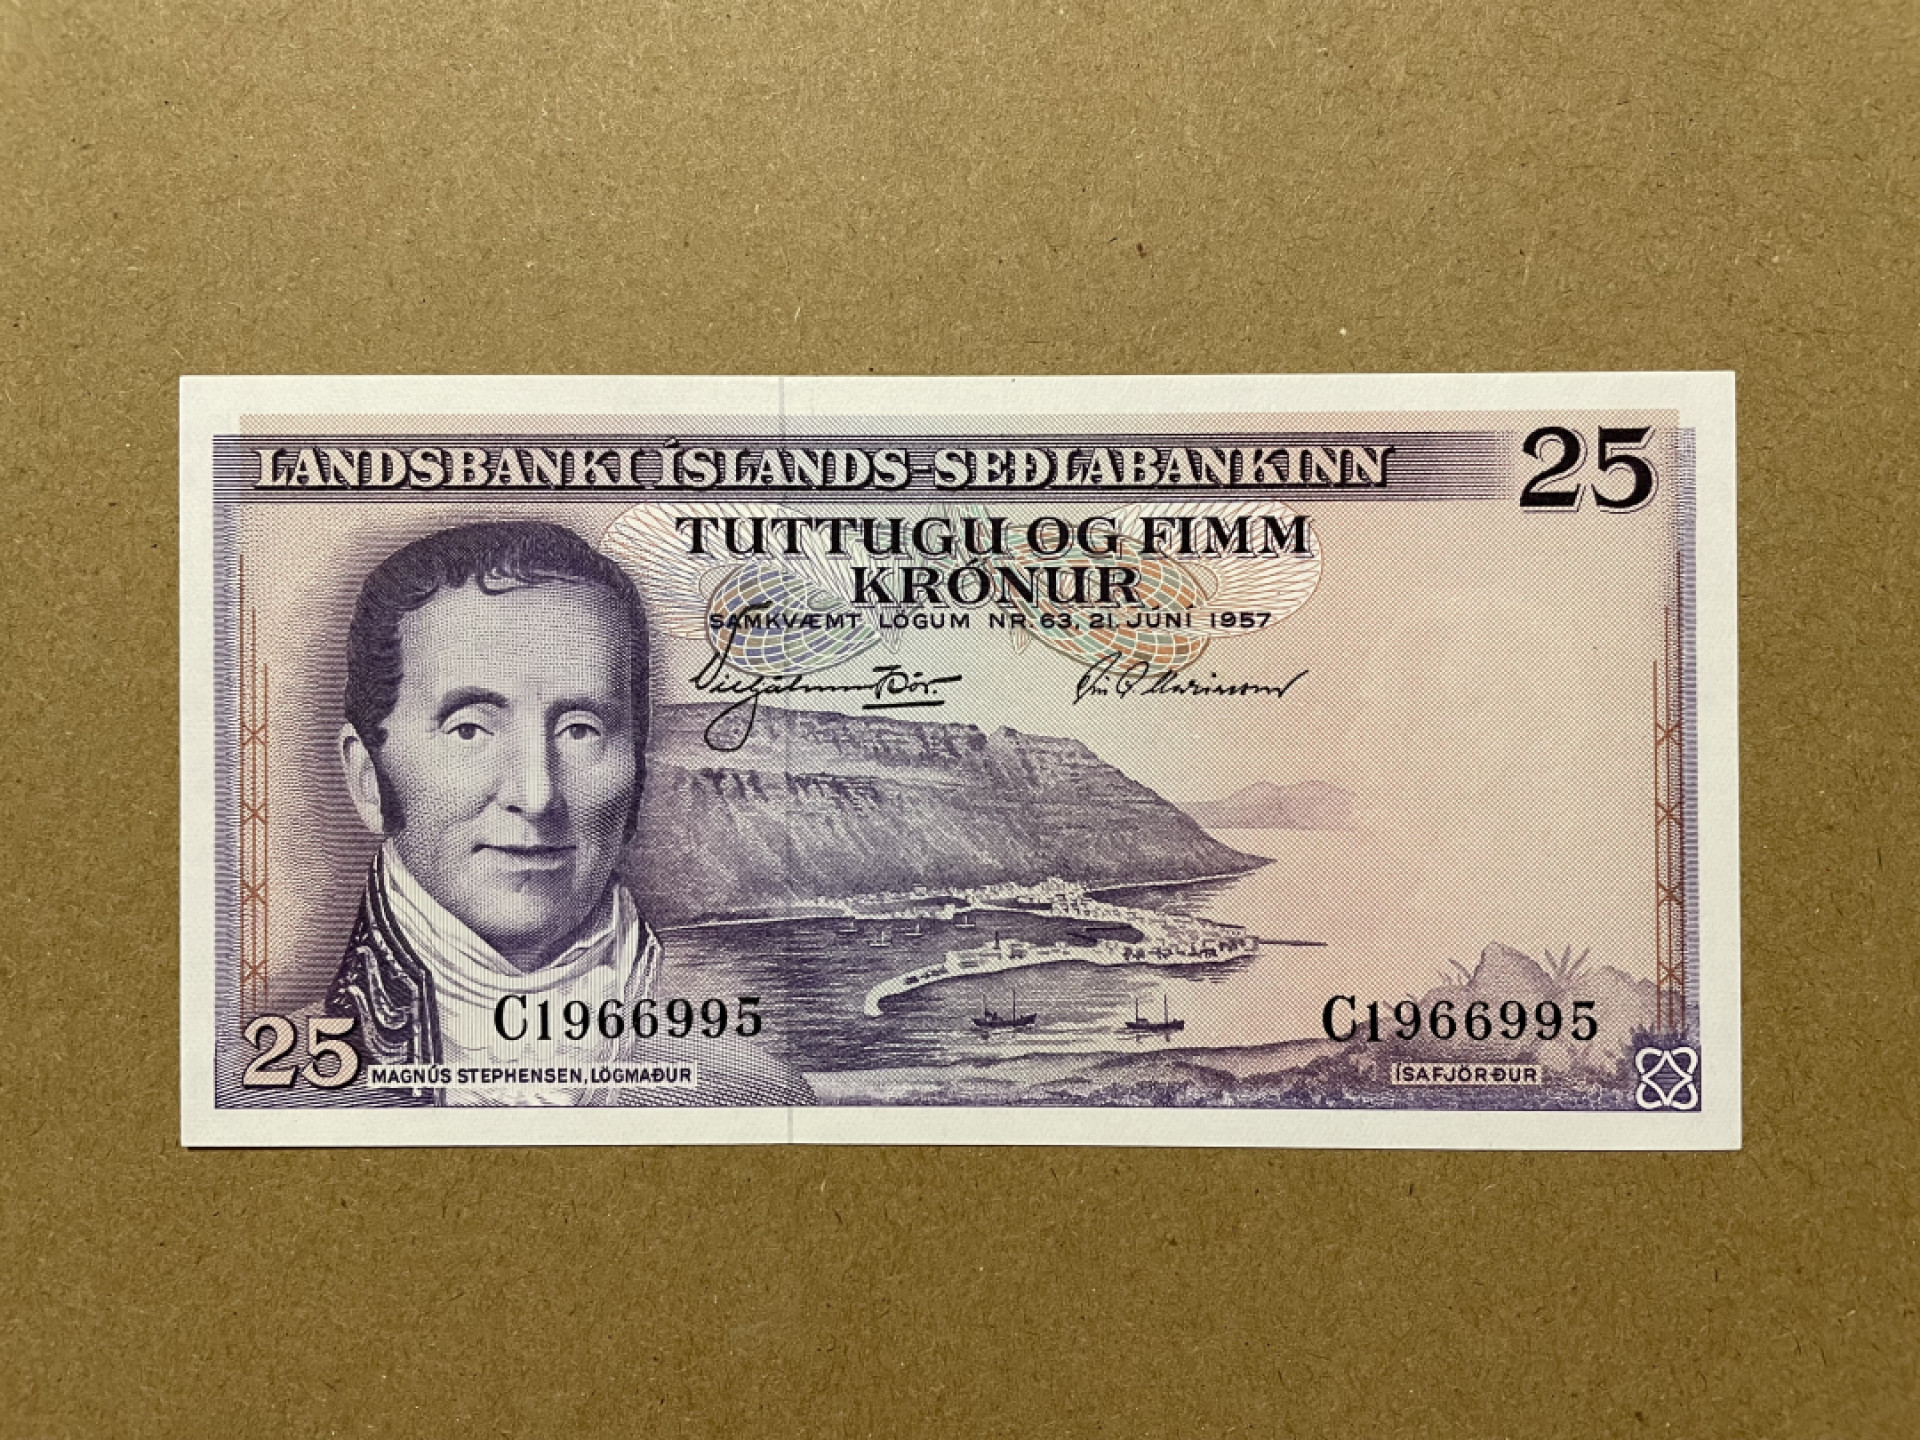 LANDSBANKI ÍSLANDS-SEÐLABANKINN
25
TUTTUGU OG FIMM
KRÓNUR
SAMKVÆMT LÖGUM NR. 63, 21. JÚNÍ 1957
C1966995
C1966995
25
MAGNÚS STEPHENSEN, LÖGMAÐUR
ÍSAFJÖRÐUR